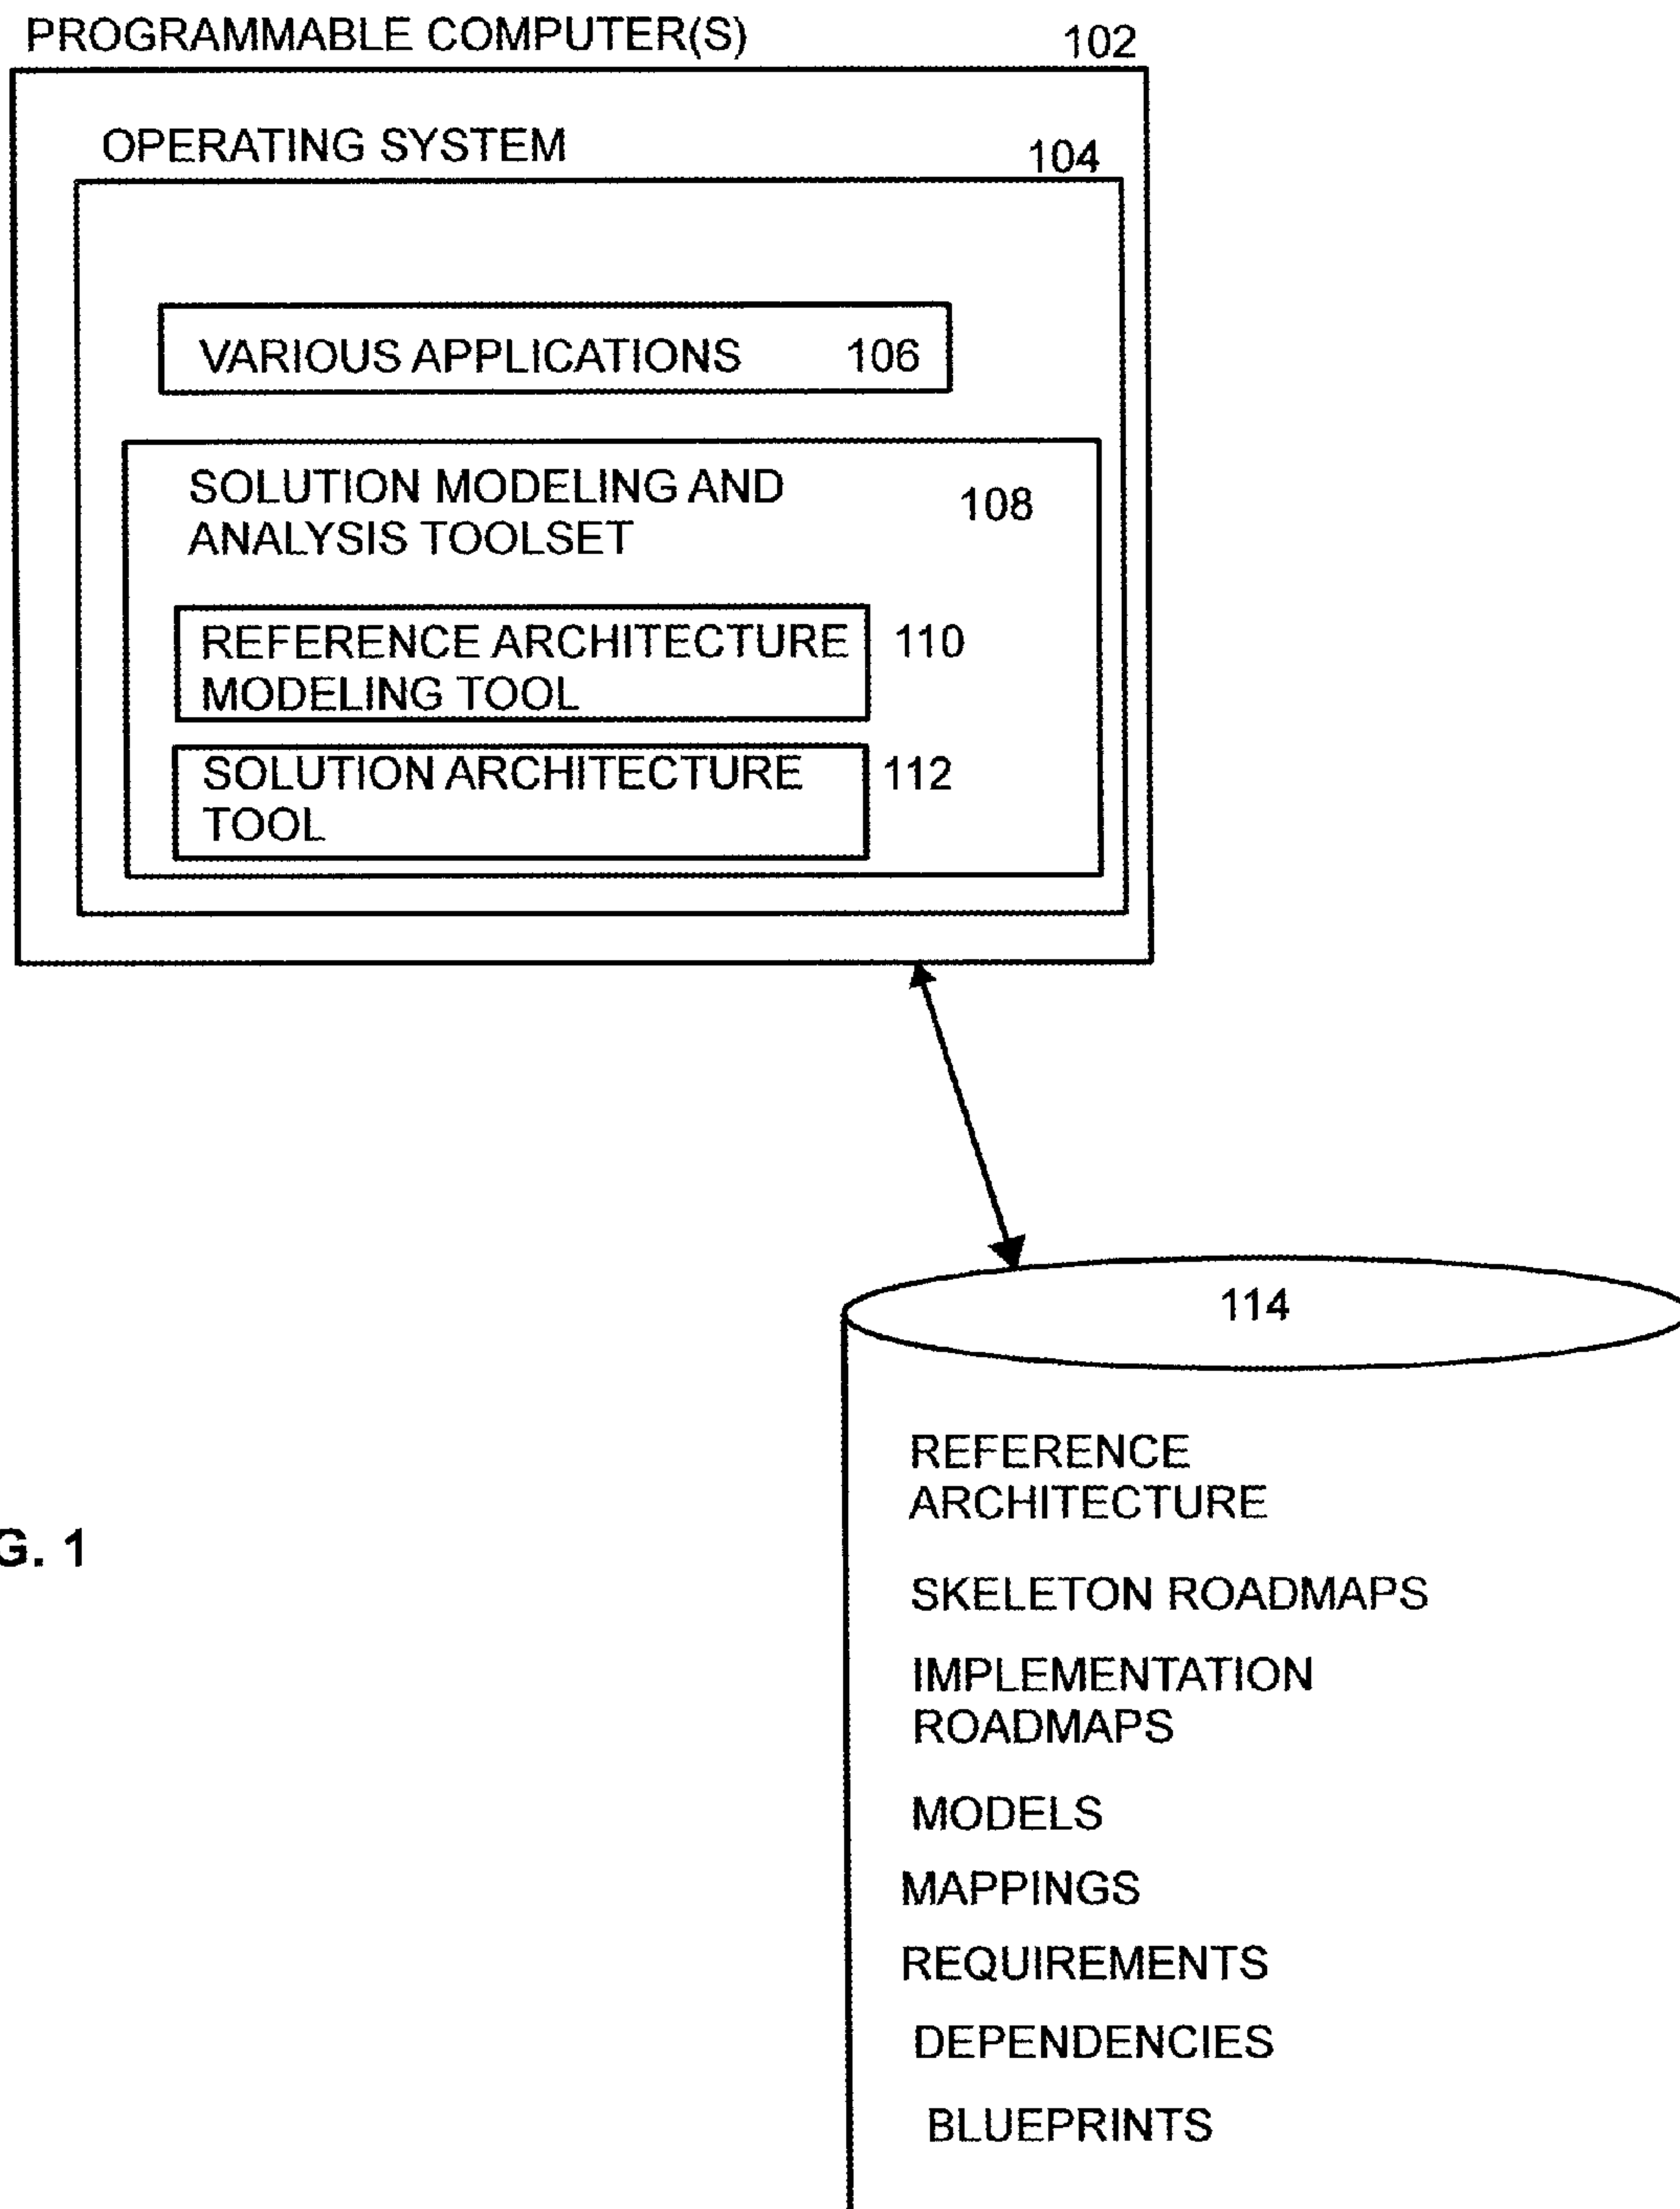 PROGRAMMABLE COMPUTER(S) 102
OPERATING SYSTEM 104
VARIOUS APPLICATIONS 106
SOLUTION MODELING AND
ANALYSIS TOOLSET
108
REFERENCE ARCHITECTURE
MODELING TOOL
110
SOLUTION ARCHITECTURE
TOOL
112
114
REFERENCE
ARCHITECTURE
SKELETON ROADMAPS
IMPLEMENTATION
ROADMAPS
MODELS
MAPPINGS
REQUIREMENTS
DEPENDENCIES
BLUEPRINTS
G. 1